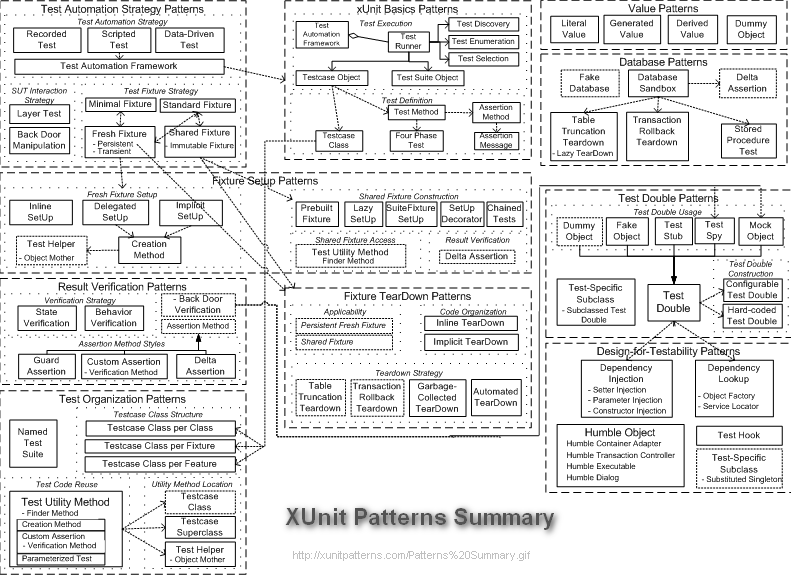 Test Automation Strategy Patterns
Test Automation Strategy
Recorded
Test
Scripted
Test
Data-Driven
Test
Test Automation Framework
SUT Interaction
Strategy
Layer Test
Back Door
Manipulation
Test Fixture Strategy
Minimal Fixture
Standard Fixture
Fresh Fixture
- Persistent
- Transient
Shared Fixture
- Immutable Fixture
xUnit Basics Patterns
Test Execution
Test
Automation
Framework
Test
Runner
Test Discovery
Test Enumeration
Test Selection
Testcase Object
Test Suite Object
Test Definition
Test Method
Assertion
Method
Testcase
Class
Four Phase
Test
Assertion
Message
Value Patterns
Literal
Value
Generated
Value
Derived
Value
Dummy
Object
Database Patterns
Fake
Database
Database
Sandbox
Delta
Assertion
Table
Truncation
Teardown
- Lazy TearDown
Transaction
Rollback
Teardown
Stored
Procedure
Test
Fixture Setup Patterns
Fresh Fixture Setup
Inline
SetUp
Delegated
SetUp
Implicit
SetUp
Test Helper
- Object Mother
Creation
Method
Shared Fixture Construction
Prebuilt
Fixture
Lazy
SetUp
SuiteFixture
SetUp
SetUp
Decorator
Chained
Tests
Shared Fixture Access
Test Utility Method
Finder Method
Result Verification
Delta Assertion
Test Double Patterns
Test Double Usage
Dummy
Object
Fake
Object
Test
Stub
Test
Spy
Mock
Object
Test-Specific
Subclass
- Subclassed Test
Double
Test
Double
Test Double
Construction
Configurable
Test Double
Hard-coded
Test Double
Result Verification Patterns
Verification Strategy
State
Verification
Behavior
Verification
- Back Door
Verification
Assertion Method
Assertion Method Styles
Guard
Assertion
Custom Assertion
- Verification Method
Delta
Assertion
Fixture TearDown Patterns
Applicability
Persistent Fresh Fixture
Shared Fixture
Code Organization
Inline TearDown
Implicit TearDown
Teardown Strategy
Table
Truncation
Teardown
Transaction
Rollback
Teardown
Garbage-
Collected
TearDown
Automated
TearDown
Design-for-Testability Patterns
Dependency
Injection
- Setter Injection
- Parameter Injection
- Constructor Injection
Dependency
Lookup
- Object Factory
- Service Locator
Humble Object
Humble Container Adapter
Humble Transaction Controller
Humble Executable
Humble Dialog
Test Hook
Test-Specific
Subclass
- Substituted Singleton
Test Organization Patterns
Testcase Class Structure
Named
Test
Suite
Testcase Class per Class
Testcase Class per Fixture
Testcase Class per Feature
Test Code Reuse
Test Utility Method
- Finder Method
Creation Method
Custom Assertion
- Verification Method
Parameterized Test
Utility Method Location
Testcase
Class
Testcase
Superclass
Test Helper
- Object Mother
XUnit Patterns Summary
http://xunitpatterns.com/Patterns%20Summary.gif